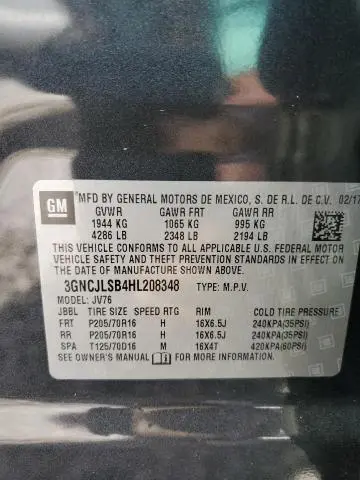 GM
MFD BY GENERAL MOTORS DE MEXICO, S. DE R.L. DE C.V. 02/17
GVWR GAWR FRT GAWR RR
1944 KG 1065 KG 995 KG
4286 LB 2348 LB 2194 LB
THIS VEHICLE CONFORMS TO ALL APPLICABLE U.S. FEDERAL MOTOR
VEHICLE SAFETY AND THEFT PREVENTION STANDARDS IN EFFECT ON
THE DATE OF MANUFACTURE SHOWN ABOVE.
3GNCJLSB4HL208348 TYPE: M.P.V.
MODEL: JV76
JBBL TIRE SIZE SPEED RTG RIM COLD TIRE PRESSURE
FRT P205/70R16 H 16X6.5J 240KPA(35PSI)
RR P205/70R16 H 16X6.5J 240KPA(35PSI)
SPA T125/70D16 M 16X4T 420KPA(60PSI)
SEE OWNER'S MANUAL FOR MORE INFORMATION.